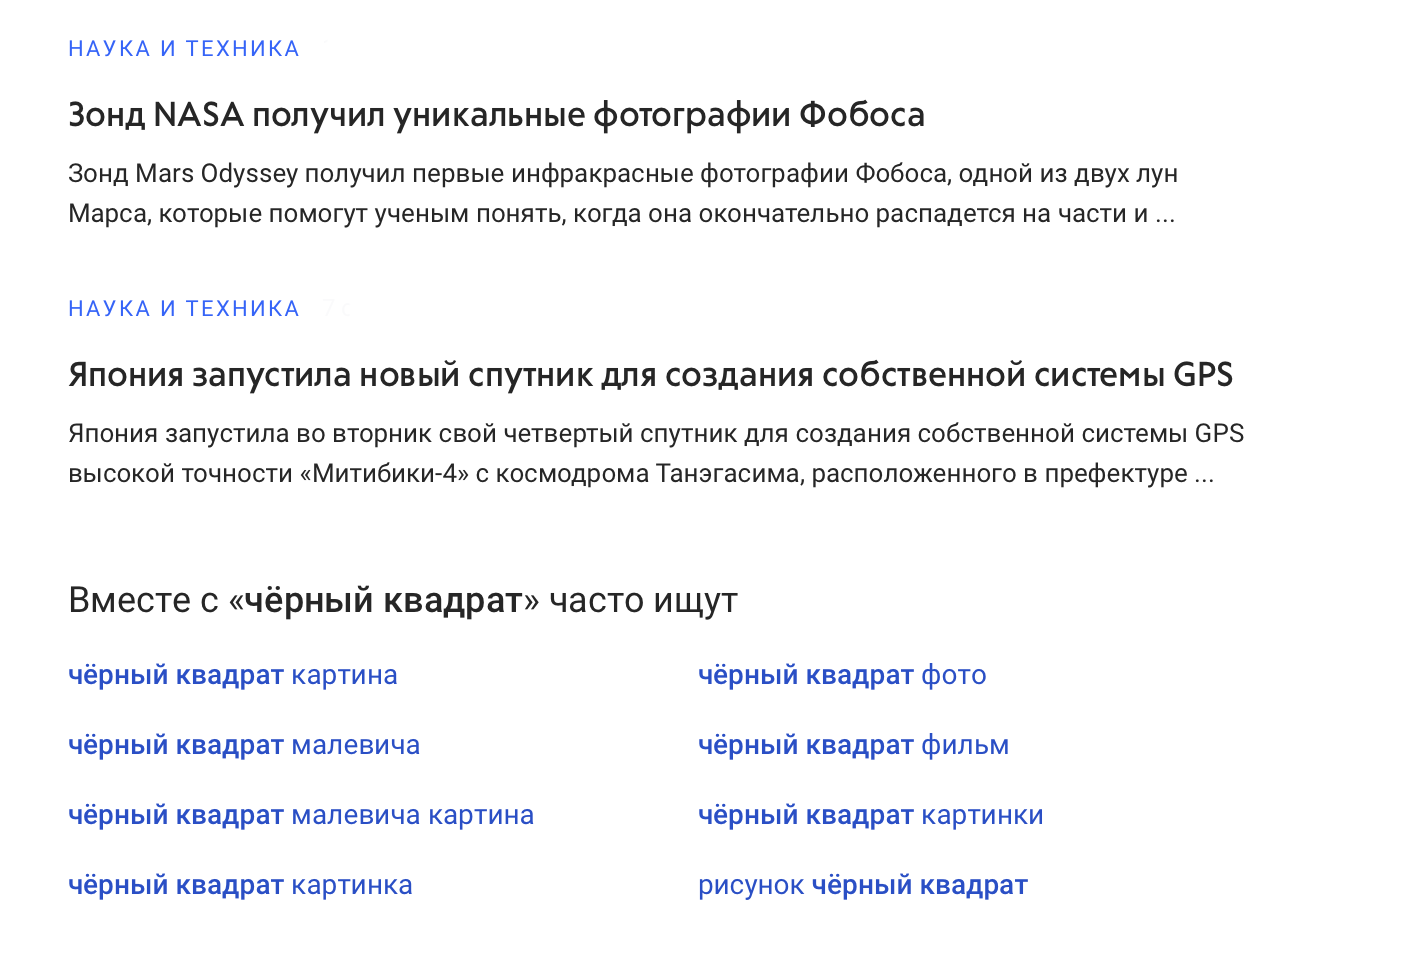 НАУКА И ТЕХНИКА
Зонд NASA получил уникальные фотографии Фобоса
Зонд Mars Odyssey получил первые инфракрасные фотографии Фобоса, одной из двух лун
Марса, которые помогут ученым понять, когда она окончательно распадется на части и ...
НАУКА И ТЕХНИКА
Япония запустила новый спутник для создания собственной системы GPS
Япония запустила во вторник свой четвертый спутник для создания собственной системы GPS
высокой точности «Митибики-4» с космодрома Танэгасима, расположенного в префектуре ...
Вместе с «чёрный квадрат» часто ищут
чёрный квадрат картина
чёрный квадрат фото
чёрный квадрат малевича
чёрный квадрат фильм
чёрный квадрат малевича картина
чёрный квадрат картинки
чёрный квадрат картинка
рисунок чёрный квадрат